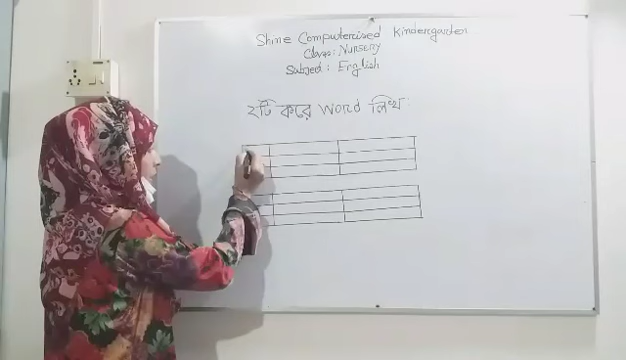 Shine Computerized Kindergarten
Class: Nursery
Subject: English
২টি করে Word লিখ: